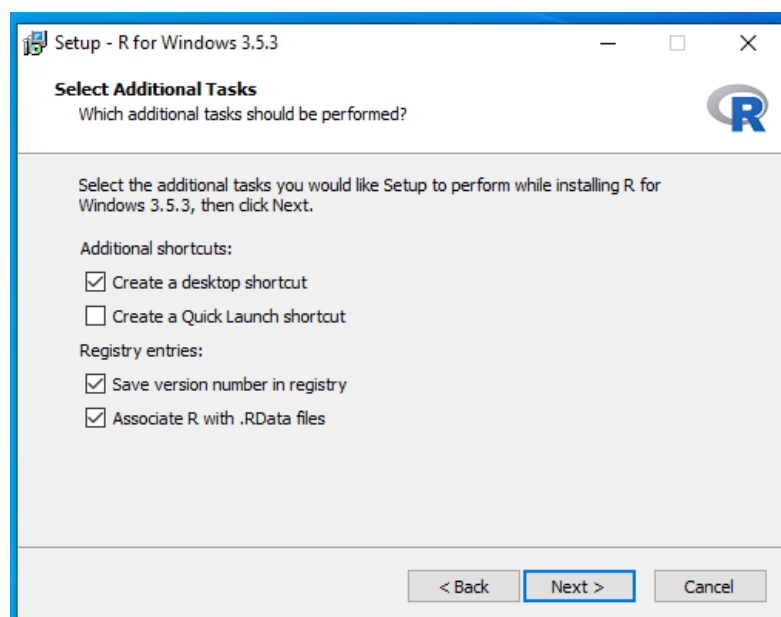 Setup - R for Windows 3.5.3
Select Additional Tasks
Which additional tasks should be performed?
R
Select the additional tasks you would like Setup to perform while installing R for
Windows 3.5.3, then click Next.
Additional shortcuts:
Create a desktop shortcut
Create a Quick Launch shortcut
Registry entries:
Save version number in registry
Associate R with .RData files
< Back
Next >
Cancel